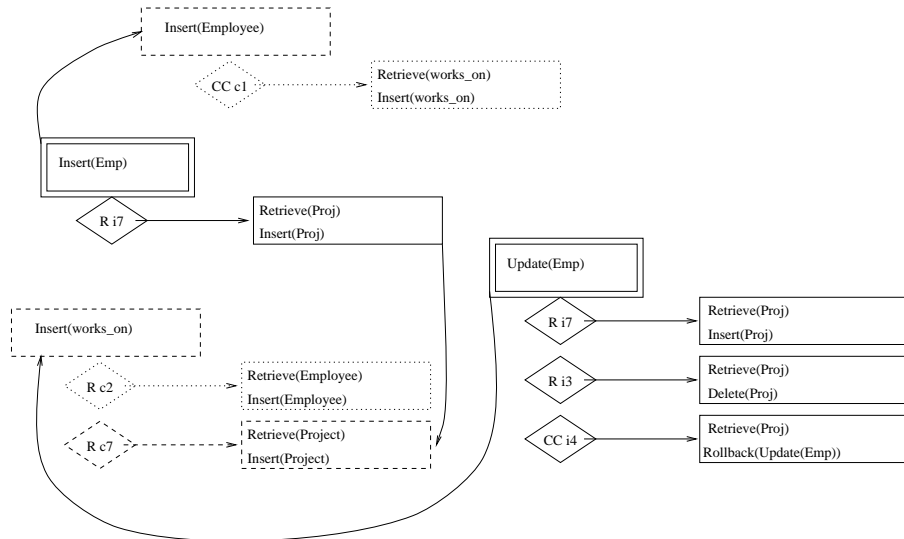 Insert(Employee)
CC c1
Retrieve(works_on)
Insert(works_on)
Insert(Emp)
R i7
Retrieve(Proj)
Insert(Proj)
Update(Emp)
R i7
Retrieve(Proj)
Insert(Proj)
Insert(works_on)
R c2
Retrieve(Employee)
Insert(Employee)
R i3
Retrieve(Proj)
Delete(Proj)
R c7
Retrieve(Project)
Insert(Project)
CC i4
Retrieve(Proj)
Rollback(Update(Emp))